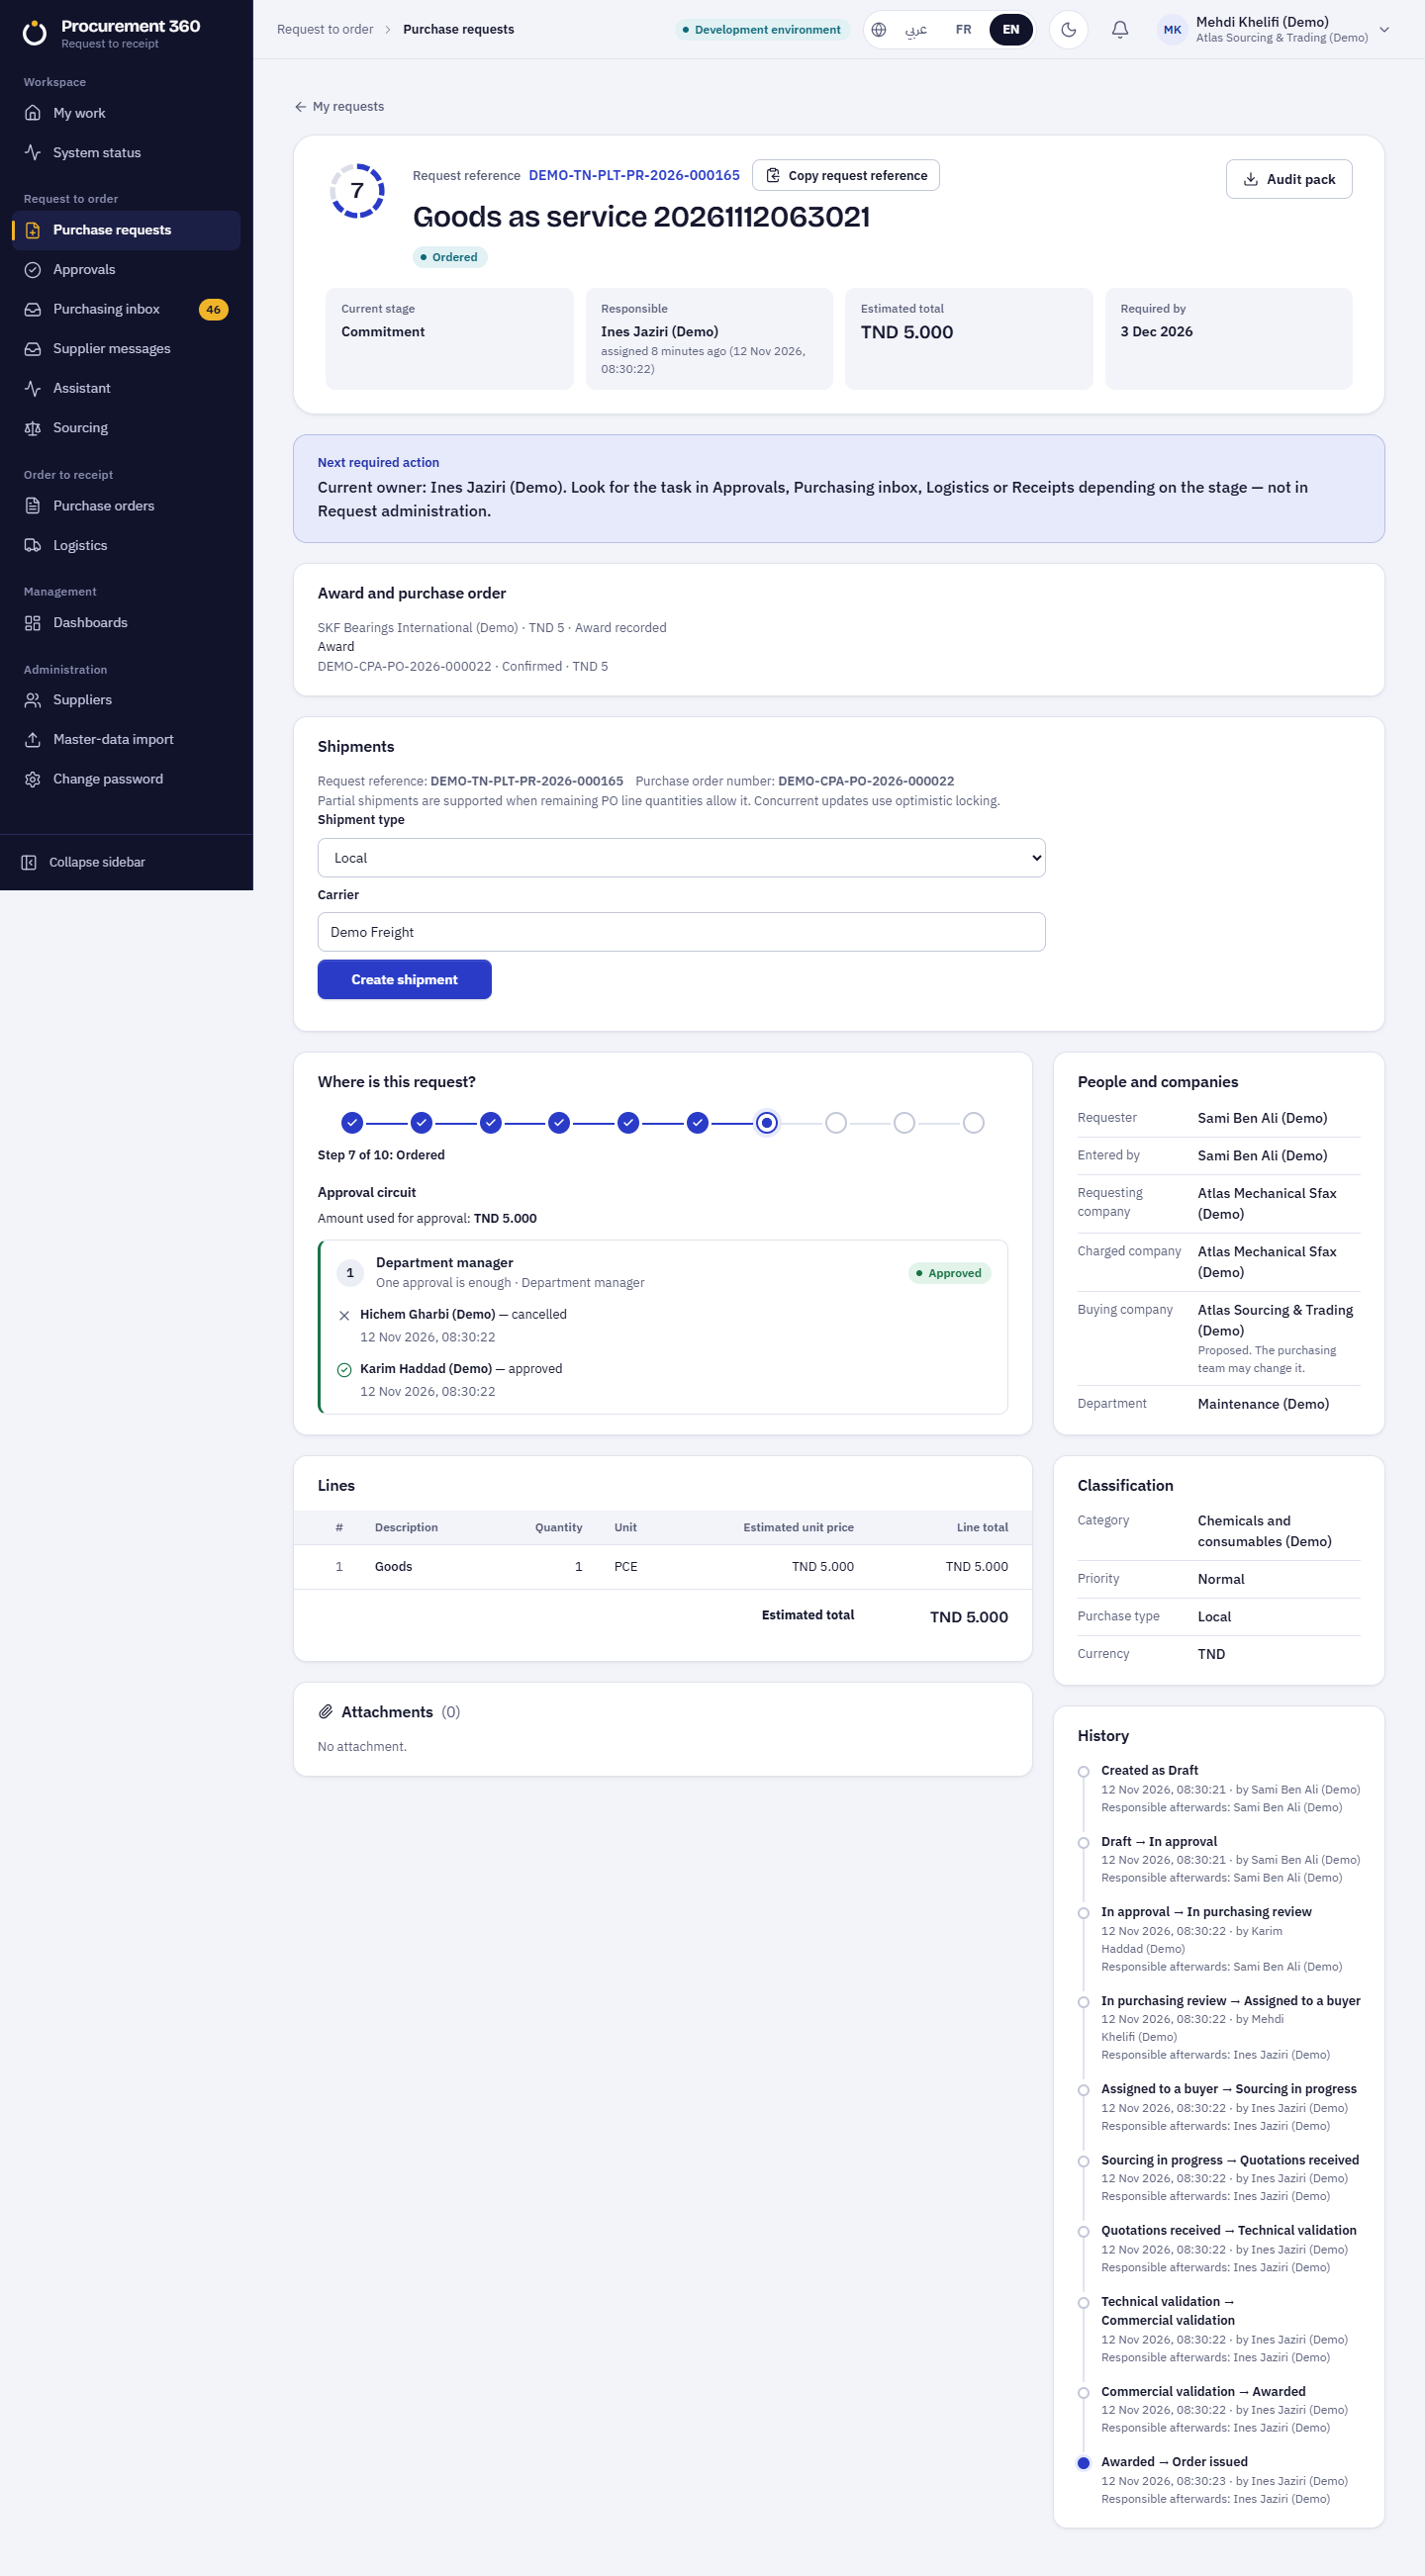 Procurement 360
Request to receipt
Workspace
My work
System status
Request to order
Purchase requests
Approvals
Purchasing inbox 46
Supplier messages
Assistant
Sourcing
Order to receipt
Purchase orders
Logistics
Management
Dashboards
Administration
Suppliers
Master-data import
Change password
Collapse sidebar
Request to order > Purchase requests
Development environment
عربي FR EN
MK
Mehdi Khelifi (Demo)
Atlas Sourcing & Trading (Demo)
← My requests
7
Request reference DEMO-TN-PLT-PR-2026-000165 Copy request reference
Audit pack
Goods as service 20261112063021
Ordered
Current stage
Commitment
Responsible
Ines Jaziri (Demo)
assigned 8 minutes ago (12 Nov 2026,
08:30:22)
Estimated total
TND 5.000
Required by
3 Dec 2026
Next required action
Current owner: Ines Jaziri (Demo). Look for the task in Approvals, Purchasing inbox, Logistics or Receipts depending on the stage — not in
Request administration.
Award and purchase order
SKF Bearings International (Demo) · TND 5 · Award recorded
Award
DEMO-CPA-PO-2026-000022 · Confirmed · TND 5
Shipments
Request reference: DEMO-TN-PLT-PR-2026-000165 Purchase order number: DEMO-CPA-PO-2026-000022
Partial shipments are supported when remaining PO line quantities allow it. Concurrent updates use optimistic locking.
Shipment type
Local
Carrier
Demo Freight
Create shipment
Where is this request?
Step 7 of 10: Ordered
Approval circuit
Amount used for approval: TND 5.000
1
Department manager
One approval is enough · Department manager
Approved
Hichem Gharbi (Demo) — cancelled
12 Nov 2026, 08:30:22
Karim Haddad (Demo) — approved
12 Nov 2026, 08:30:22
People and companies
Requester Sami Ben Ali (Demo)
Entered by Sami Ben Ali (Demo)
Requesting company Atlas Mechanical Sfax (Demo)
Charged company Atlas Mechanical Sfax (Demo)
Buying company Atlas Sourcing & Trading (Demo)
Proposed. The purchasing
team may change it.
Department Maintenance (Demo)
Lines
# Description Quantity Unit Estimated unit price Line total
1 Goods 1 PCE TND 5.000 TND 5.000
Estimated total TND 5.000
Attachments (0)
No attachment.
Classification
Category Chemicals and consumables (Demo)
Priority Normal
Purchase type Local
Currency TND
History
Created as Draft
12 Nov 2026, 08:30:21 · by Sami Ben Ali (Demo)
Responsible afterwards: Sami Ben Ali (Demo)
Draft → In approval
12 Nov 2026, 08:30:21 · by Sami Ben Ali (Demo)
Responsible afterwards: Sami Ben Ali (Demo)
In approval → In purchasing review
12 Nov 2026, 08:30:22 · by Karim
Haddad (Demo)
Responsible afterwards: Sami Ben Ali (Demo)
In purchasing review → Assigned to a buyer
12 Nov 2026, 08:30:22 · by Mehdi
Khelifi (Demo)
Responsible afterwards: Ines Jaziri (Demo)
Assigned to a buyer → Sourcing in progress
12 Nov 2026, 08:30:22 · by Ines Jaziri (Demo)
Responsible afterwards: Ines Jaziri (Demo)
Sourcing in progress → Quotations received
12 Nov 2026, 08:30:22 · by Ines Jaziri (Demo)
Responsible afterwards: Ines Jaziri (Demo)
Quotations received → Technical validation
12 Nov 2026, 08:30:22 · by Ines Jaziri (Demo)
Responsible afterwards: Ines Jaziri (Demo)
Technical validation →
Commercial validation
12 Nov 2026, 08:30:22 · by Ines Jaziri (Demo)
Responsible afterwards: Ines Jaziri (Demo)
Commercial validation → Awarded
12 Nov 2026, 08:30:22 · by Ines Jaziri (Demo)
Responsible afterwards: Ines Jaziri (Demo)
Awarded → Order issued
12 Nov 2026, 08:30:23 · by Ines Jaziri (Demo)
Responsible afterwards: Ines Jaziri (Demo)